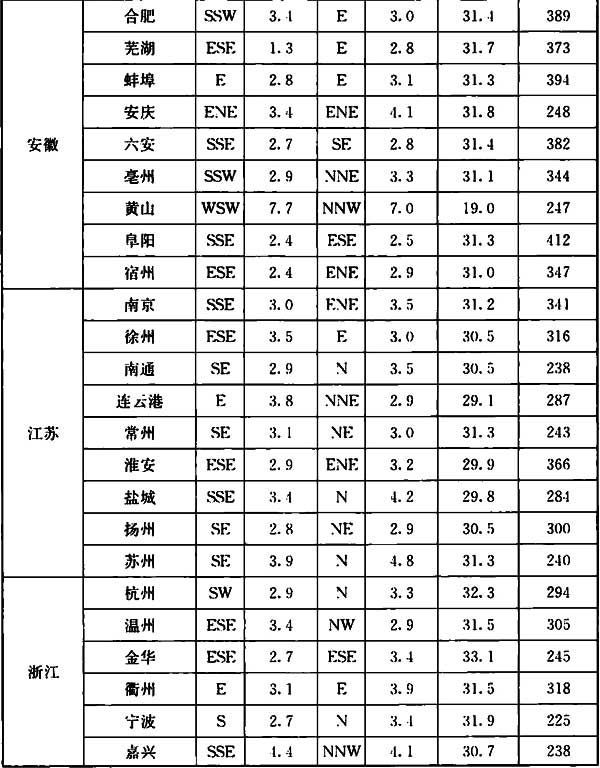 安徽
合肥 SSW 3.4 E 3.0 31.4 389
芜湖 ESE 1.3 E 2.8 31.7 373
蚌埠 E 2.8 E 3.1 31.3 394
安庆 ENE 3.4 ENE 4.1 31.8 248
六安 SSE 2.7 SE 2.8 31.4 382
亳州 SSW 2.9 NNE 3.3 31.1 344
黄山 WSW 7.7 NNW 7.0 19.0 247
阜阳 SSE 2.4 ESE 2.5 31.3 412
宿州 ESE 2.4 ENE 2.9 31.0 347
江苏
南京 SSE 3.0 ENE 3.5 31.2 341
徐州 ESE 3.5 E 3.0 30.5 316
南通 SE 2.9 N 3.5 30.5 238
连云港 E 3.8 NNE 2.9 29.1 287
常州 SE 3.1 NE 3.0 31.3 243
淮安 ESE 2.9 ENE 3.2 29.9 366
盐城 SSE 3.4 N 4.2 29.8 284
扬州 SE 2.8 NE 2.9 30.5 300
苏州 SE 3.9 N 4.8 31.3 240
浙江
杭州 SW 2.9 N 3.3 32.3 294
温州 ESE 3.4 NW 2.9 31.5 305
金华 ESE 2.7 ESE 3.4 33.1 245
衢州 E 3.1 E 3.9 31.5 318
宁波 S 2.7 N 3.4 31.9 225
嘉兴 SSE 4.4 NNW 4.1 30.7 238